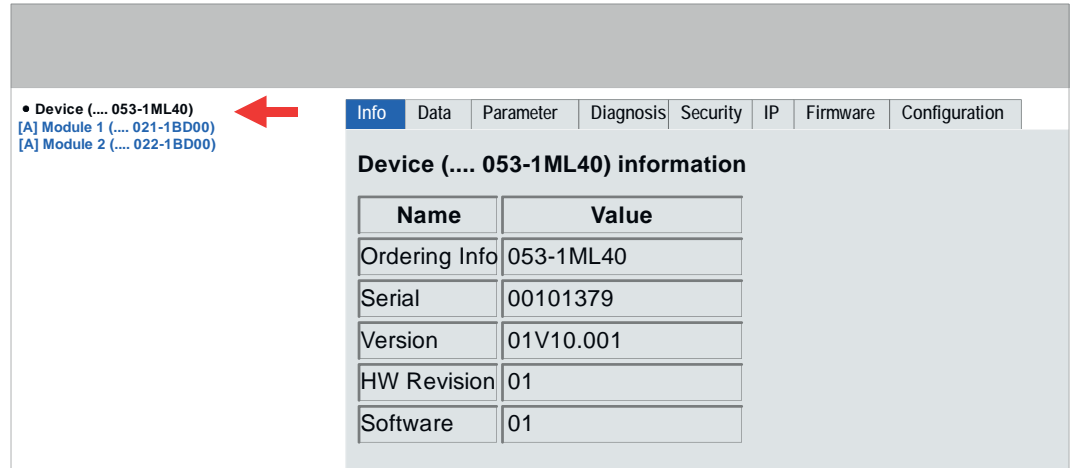 ● Device (.... 053-1ML40)
[A] Module 1 (.... 021-1BD00)
[A] Module 2 (.... 022-1BD00)
Info Data Parameter Diagnosis Security IP Firmware Configuration
Device (.... 053-1ML40) information
Name Value
Ordering Info 053-1ML40
Serial 00101379
Version 01V10.001
HW Revision 01
Software 01